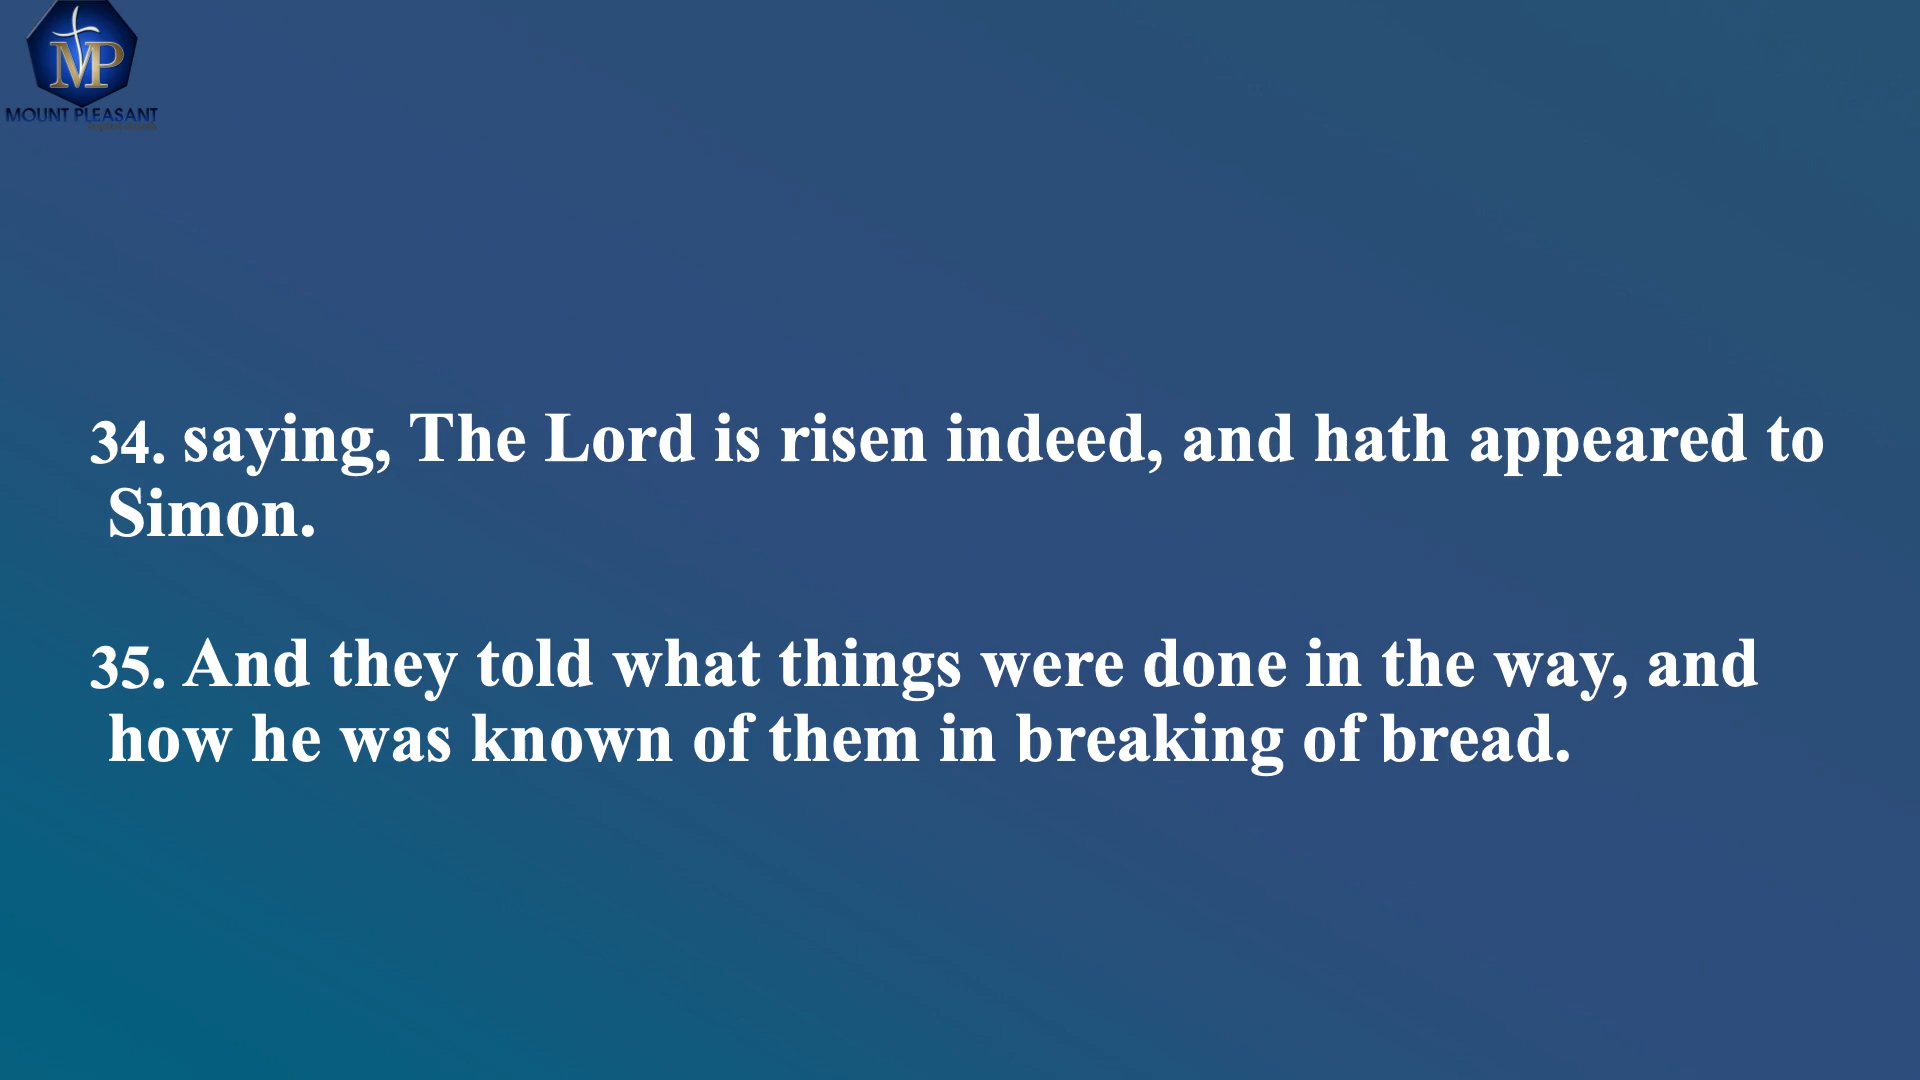 MP
MOUNT PLEASANT
34. saying, The Lord is risen indeed, and hath appeared to
Simon.
35. And they told what things were done in the way, and
how he was known of them in breaking of bread.